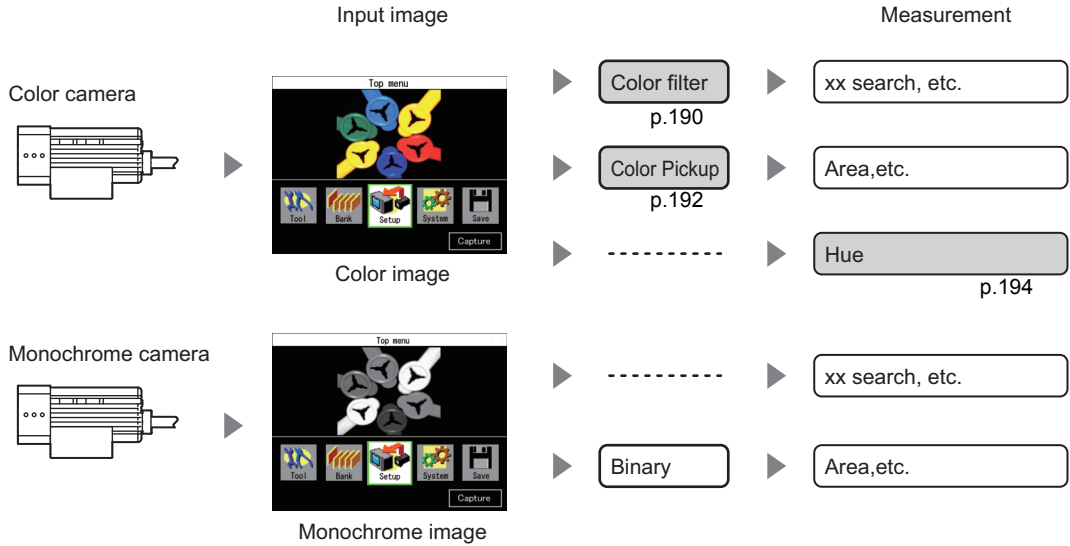 Input image
Measurement
Color camera
Top menu
Tool
Bank
Setup
System
Save
Capture
Color image
Color filter
p.190
xx search, etc.
Color Pickup
p.192
Area,etc.
----------
Hue
p.194
Monochrome camera
Top menu
Tool
Bank
Setup
System
Save
Capture
Monochrome image
----------
xx search, etc.
Binary
Area,etc.